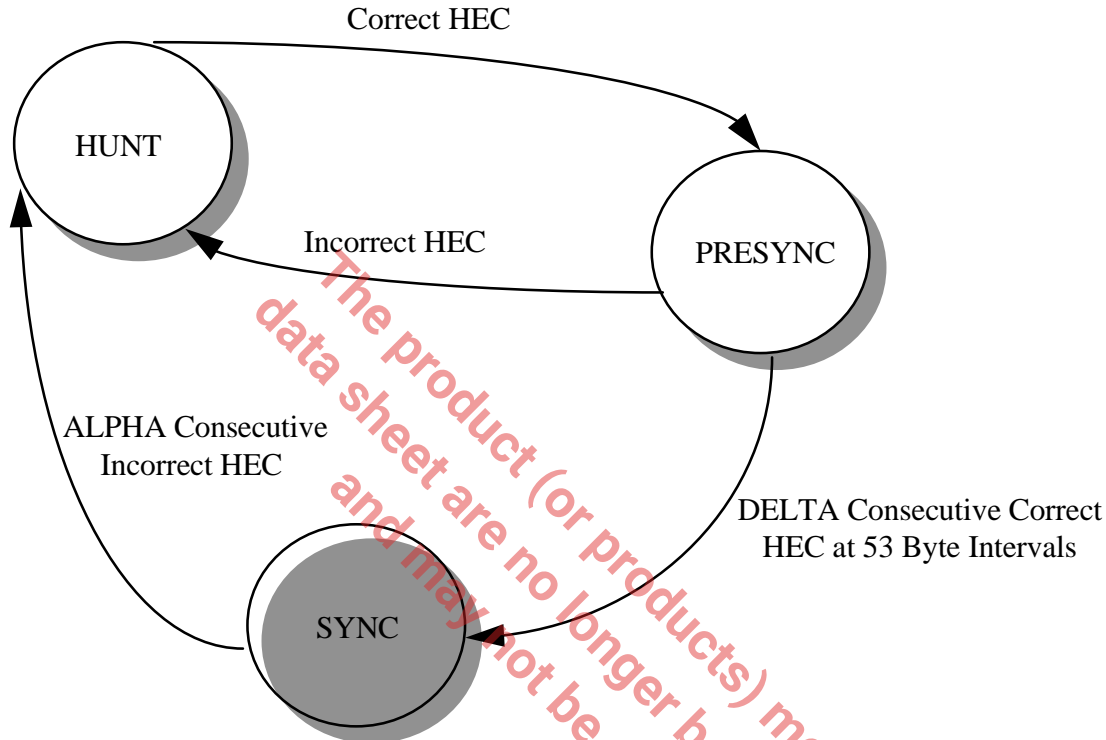 Correct HEC
HUNT
Incorrect HEC
PRESYNC
ALPHA Consecutive
Incorrect HEC
DELTA Consecutive Correct
HEC at 53 Byte Intervals
SYNC
The product (or products) m
data sheet are no longer b
and may not be